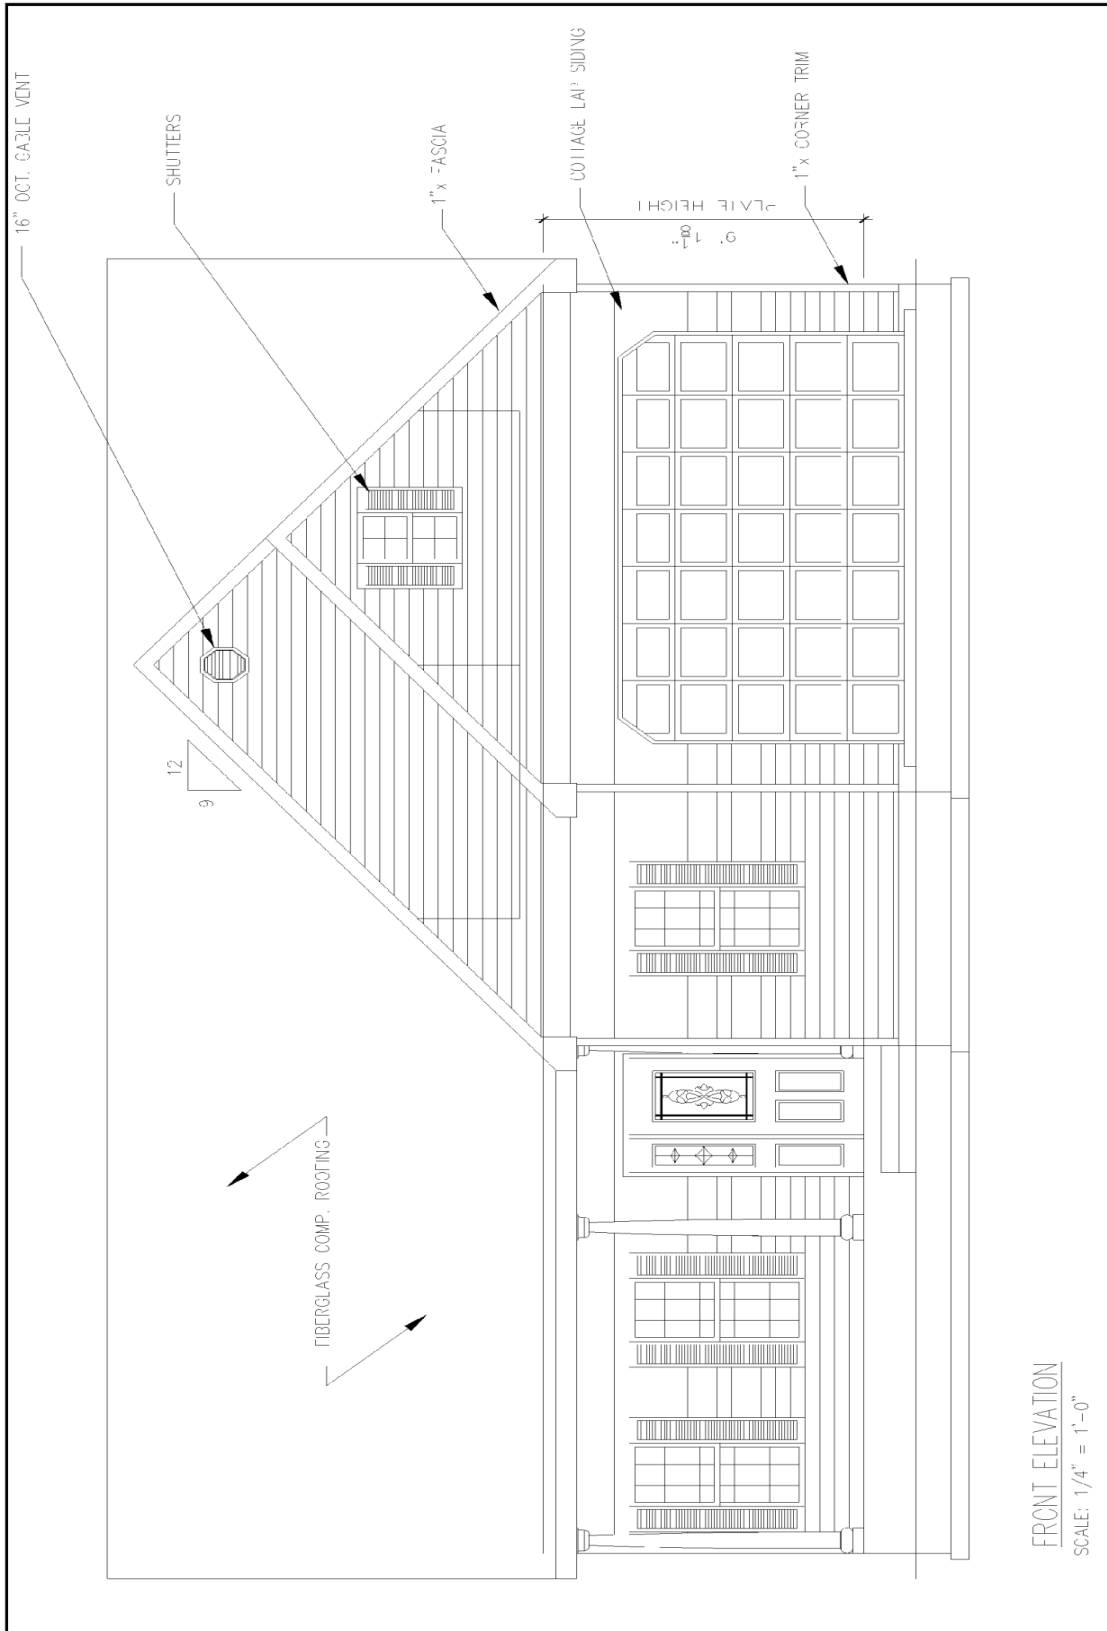 16" OCT. GABLE VENT
SHUTTERS
1"x FASCIA
COTTAGE LAP SIDING
1"x CORNER TRIM
PLATE HEIGHT
12
9
FIBERGLASS COMP. ROOFING
FRONT ELEVATION
SCALE: 1/4" = 1'-0"